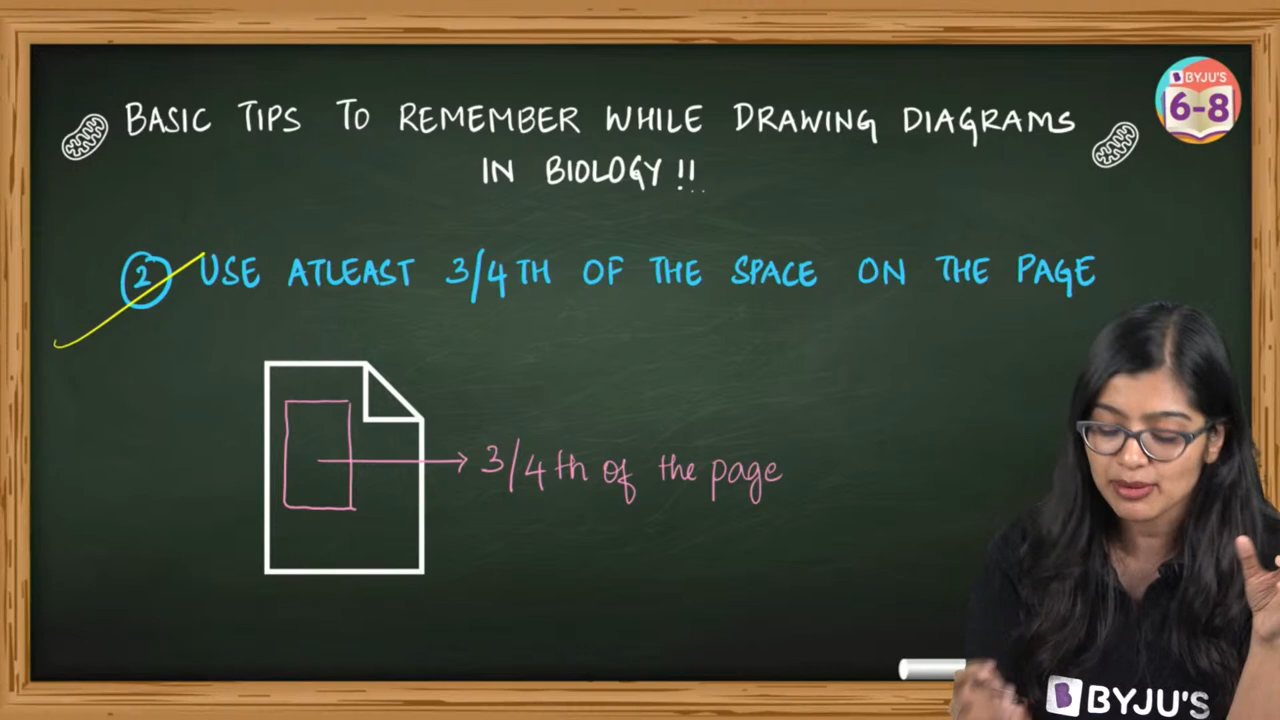 BASIC TIPS TO REMEMBER WHILE DRAWING DIAGRAMS
IN BIOLOGY !!..
BYJU'S
6-8
2 USE ATLEAST 3/4TH OF THE SPACE ON THE PAGE
3/4th of the page
BYJU'S